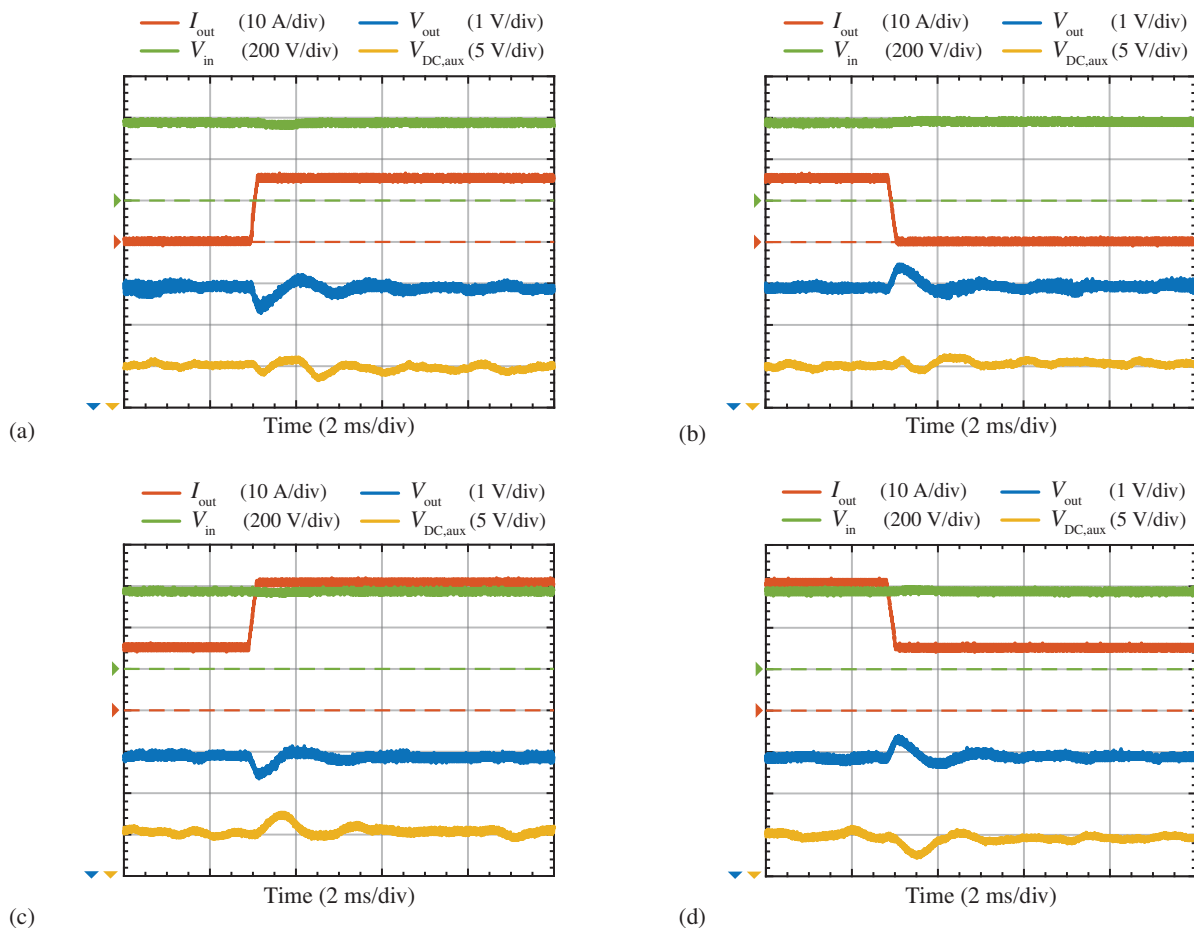 I_out (10 A/div) V_out (1 V/div)
V_in (200 V/div) V_DC,aux (5 V/div)
Time (2 ms/div)
(a)
I_out (10 A/div) V_out (1 V/div)
V_in (200 V/div) V_DC,aux (5 V/div)
Time (2 ms/div)
(b)
I_out (10 A/div) V_out (1 V/div)
V_in (200 V/div) V_DC,aux (5 V/div)
Time (2 ms/div)
(c)
I_out (10 A/div) V_out (1 V/div)
V_in (200 V/div) V_DC,aux (5 V/div)
Time (2 ms/div)
(d)